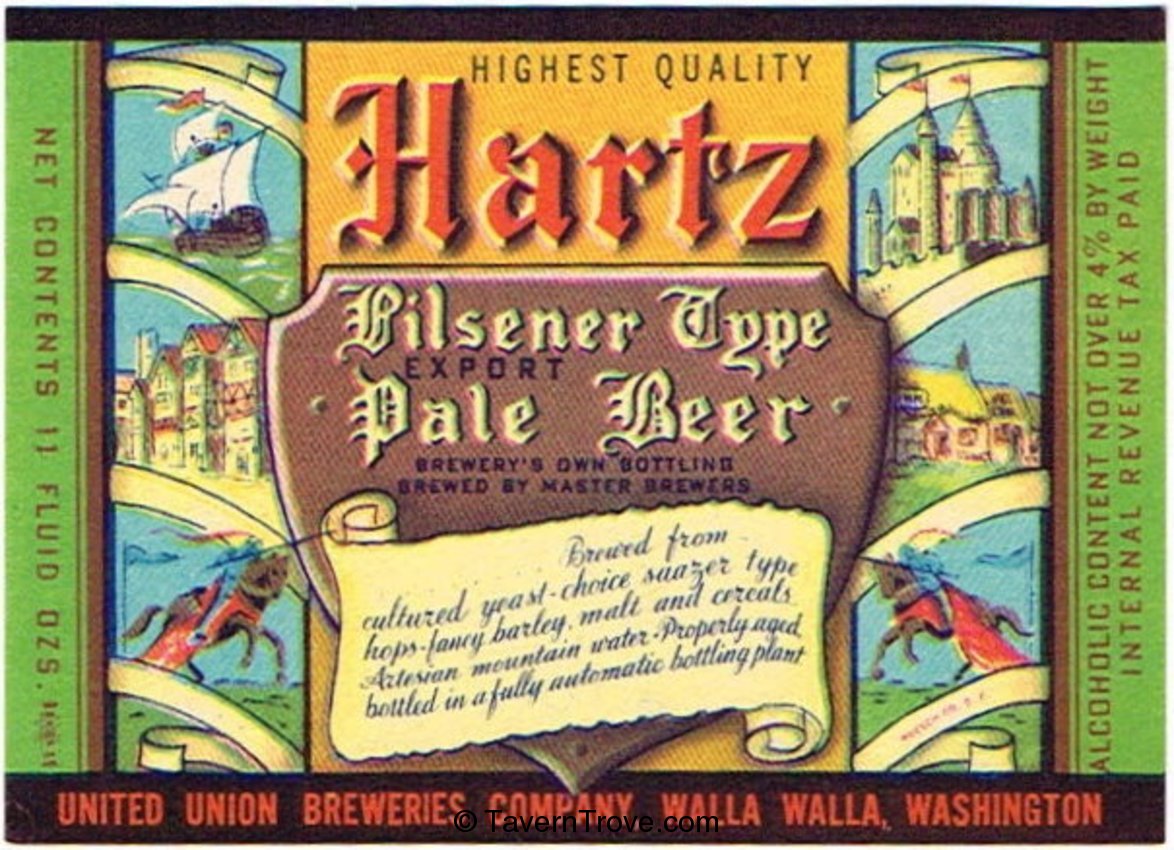 HIGHEST QUALITY
Hartz
Pilsener Type
EXPORT
Pale Beer
BREWERY'S OWN BOTTLING
BREWED BY MASTER BREWERS
Brewed from
cultured yeast-choice saazer type
hops-fancy barley, malt and cereals
Artesian mountain water-Properly aged
bottled in a fully automatic bottling plant
NET CONTENTS 11 FLUID OZS.
ALCOHOLIC CONTENT NOT OVER 4% BY WEIGHT
INTERNAL REVENUE TAX PAID
INN
UNITED UNION BREWERIES COMPANY, WALLA WALLA, WASHINGTON
© TavernTrove.com